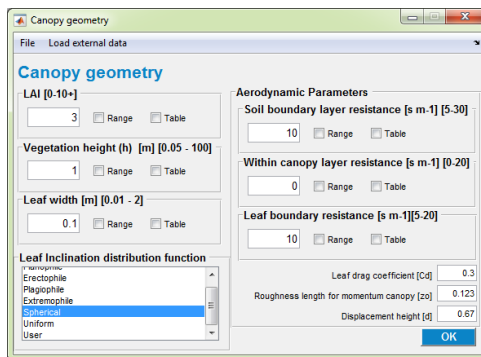 Canopy geometry
File Load external data
Canopy geometry
LAI [0-10+]
3 Range Table
Vegetation height (h) [m] [0.05 - 100]
1 Range Table
Leaf width [m] [0.01 - 2]
0.1 Range Table
Leaf Inclination distribution function
Planophile
Erectophile
Plagiophile
Extremophile
Spherical
Uniform
User
Aerodynamic Parameters
Soil boundary layer resistance [s m-1] [5-30]
10 Range Table
Within canopy layer resistance [s m-1] [0-20]
0 Range Table
Leaf boundary resistance [s m-1][5-20]
10 Range Table
Leaf drag coefficient [Cd] 0.3
Roughness length for momentum canopy [zo] 0.123
Displacement height [d] 0.67
OK